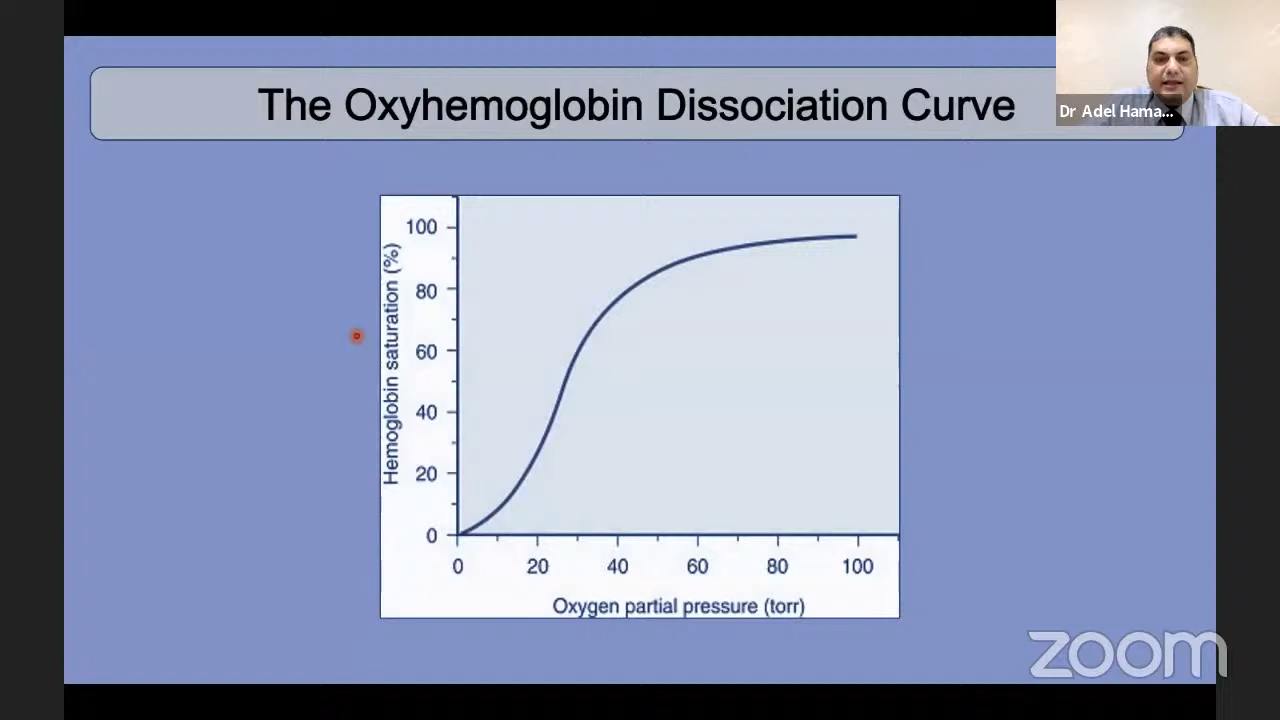 The Oxyhemoglobin Dissociation Curve
Dr Adel Hama...
Hemoglobin saturation (%)
100
80
60
40
20
0
0 20 40 60 80 100
Oxygen partial pressure (torr)
zoom